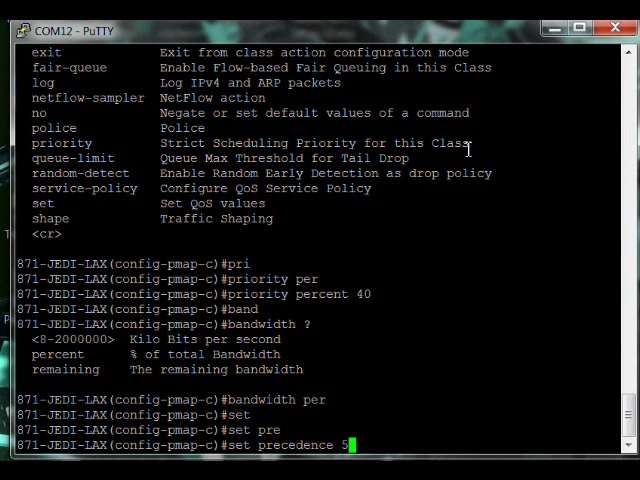 COM12 - PuTTY
exit Exit from class action configuration mode
fair-queue Enable Flow-based Fair Queuing in this Class
log Log IPv4 and ARP packets
netflow-sampler NetFlow action
no Negate or set default values of a command
police Police
priority Strict Scheduling Priority for this Class
queue-limit Queue Max Threshold for Tail Drop
random-detect Enable Random Early Detection as drop policy
service-policy Configure QoS Service Policy
set Set QoS values
shape Traffic Shaping
<cr>
871-JEDI-LAX(config-pmap-c)#pri
871-JEDI-LAX(config-pmap-c)#priority per
871-JEDI-LAX(config-pmap-c)#priority percent 40
871-JEDI-LAX(config-pmap-c)#band
871-JEDI-LAX(config-pmap-c)#bandwidth ?
<8-2000000> Kilo Bits per second
percent % of total Bandwidth
remaining The remaining bandwidth
871-JEDI-LAX(config-pmap-c)#bandwidth per
871-JEDI-LAX(config-pmap-c)#set
871-JEDI-LAX(config-pmap-c)#set pre
871-JEDI-LAX(config-pmap-c)#set precedence 5